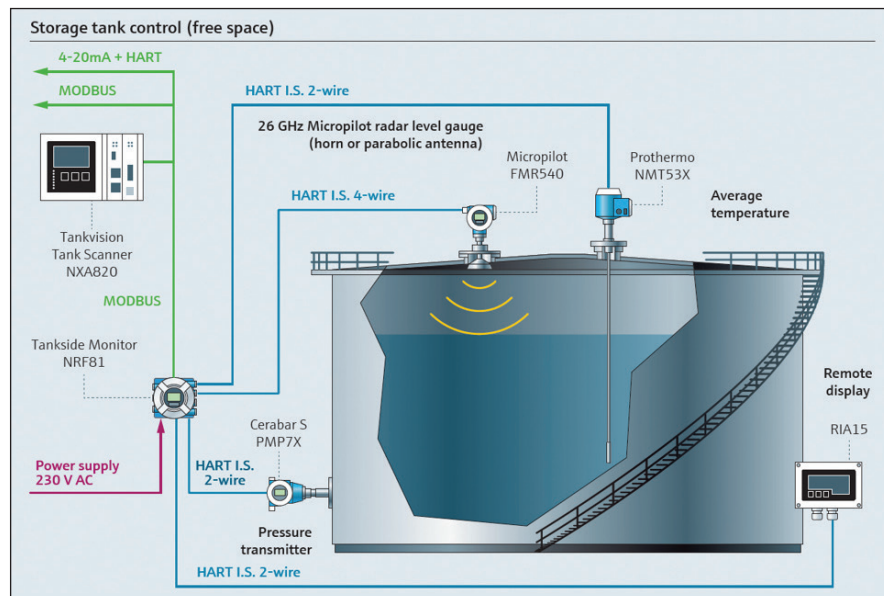 Storage tank control (free space)
4-20mA + HART
MODBUS
HART I.S. 2-wire
26 GHz Micropilot radar level gauge
(horn or parabolic antenna)
Micropilot
FMR540
Prothermo
NMT53X
Average
temperature
HART I.S. 4-wire
Tankvision
Tank Scanner
NXA820
MODBUS
Tankside Monitor
NRF81
Remote
display
RIA15
Cerabar S
PMP7X
Power supply
230 V AC
HART I.S.
2-wire
Pressure
transmitter
HART I.S. 2-wire